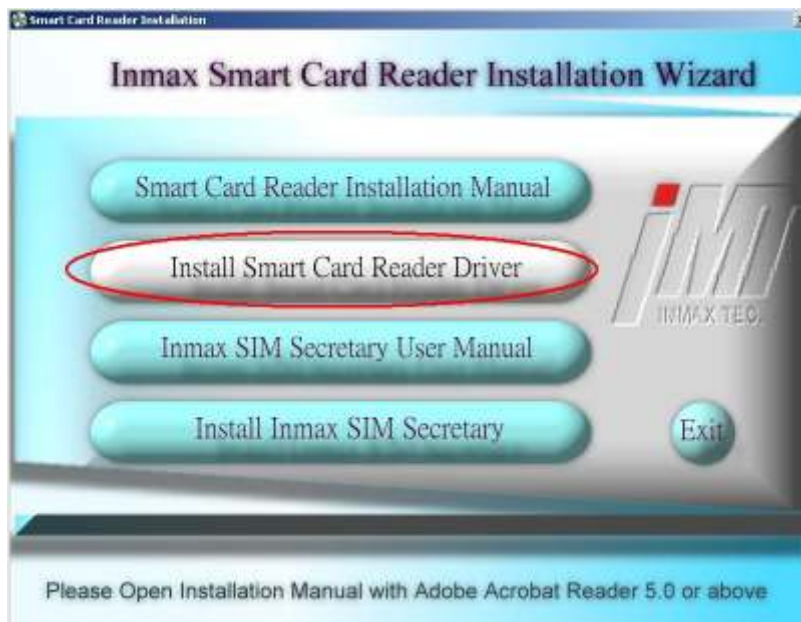 Smart Card Reader Installation
Inmax Smart Card Reader Installation Wizard
Smart Card Reader Installation Manual
Install Smart Card Reader Driver
Inmax SIM Secretary User Manual
Install Inmax SIM Secretary
iMT
INMAX TEC.
Exit
Please Open Installation Manual with Adobe Acrobat Reader 5.0 or above